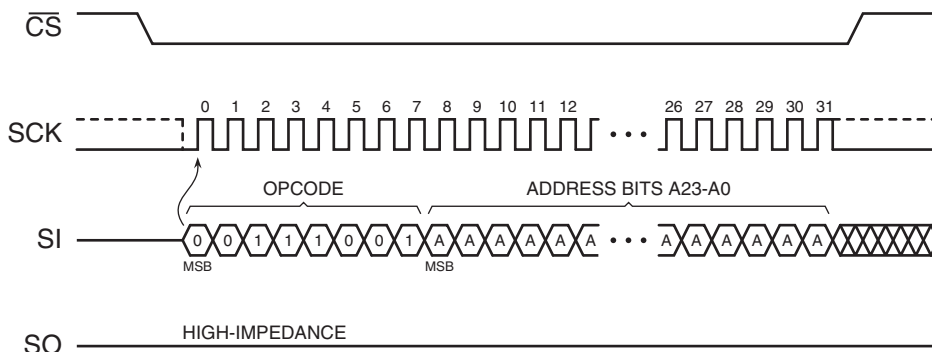 CS
0 1 2 3 4 5 6 7 8 9 10 11 12 26 27 28 29 30 31
SCK
OPCODE ADDRESS BITS A23-A0
SI 0 0 1 1 1 0 0 1 A A A A A A A A A A A A
MSB MSB
HIGH-IMPEDANCE
SO